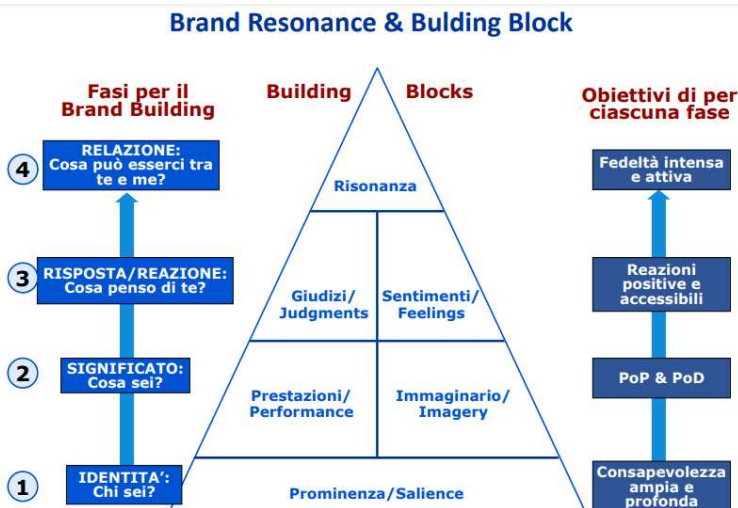 Brand Resonance & Bulding Block
Fasi per il
Brand Building
Building Blocks
Obiettivi di per
ciascuna fase
4
RELAZIONE:
Cosa può esserci tra
te e me?
Risonanza
Fedeltà intensa
e attiva
3
RISPOSTA/REAZIONE:
Cosa penso di te?
Giudizi/
Judgments
Sentimenti/
Feelings
Reazioni
positive e
accessibili
2
SIGNIFICATO:
Cosa sei?
Prestazioni/
Performance
Immaginario/
Imagery
PoP & PoD
1
IDENTITA’:
Chi sei?
Prominenza/Salience
Consapevolezza
ampia e
profonda